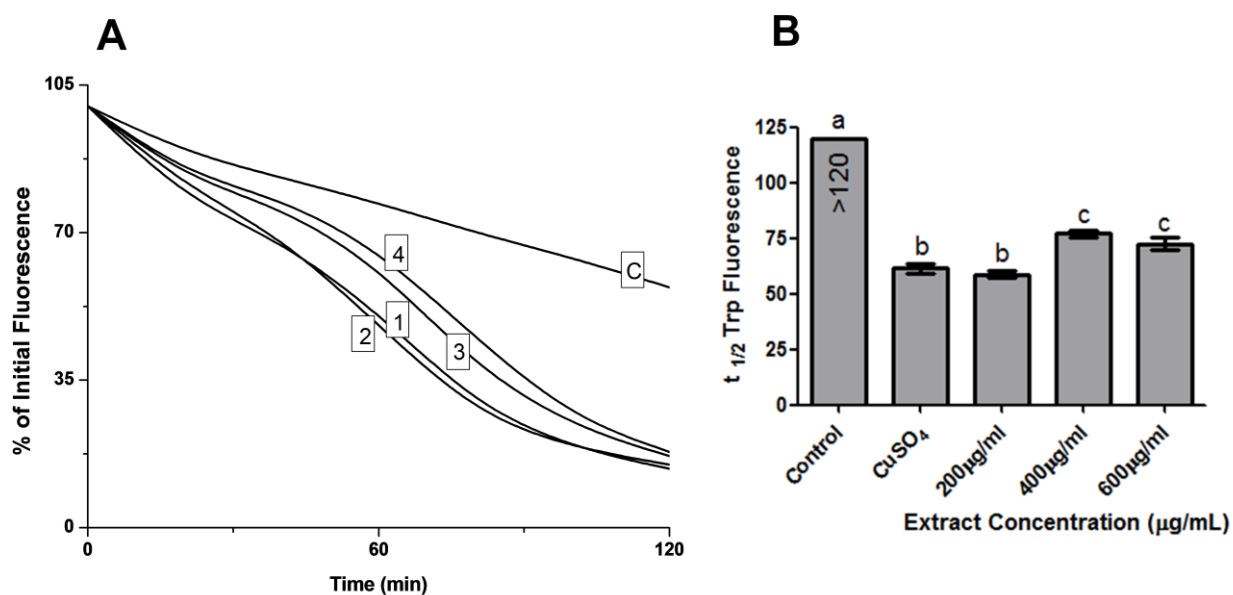 A
105
70
35
0
% of Initial Fluorescence
C
4
1
2
3
0 60 120
Time (min)
B
125
100
75
50
25
0
t 1/2 Trp Fluorescence
a
>120
b
b
c
c
Control
CuSO4
200µg/ml
400µg/ml
600µg/ml
Extract Concentration (µg/mL)